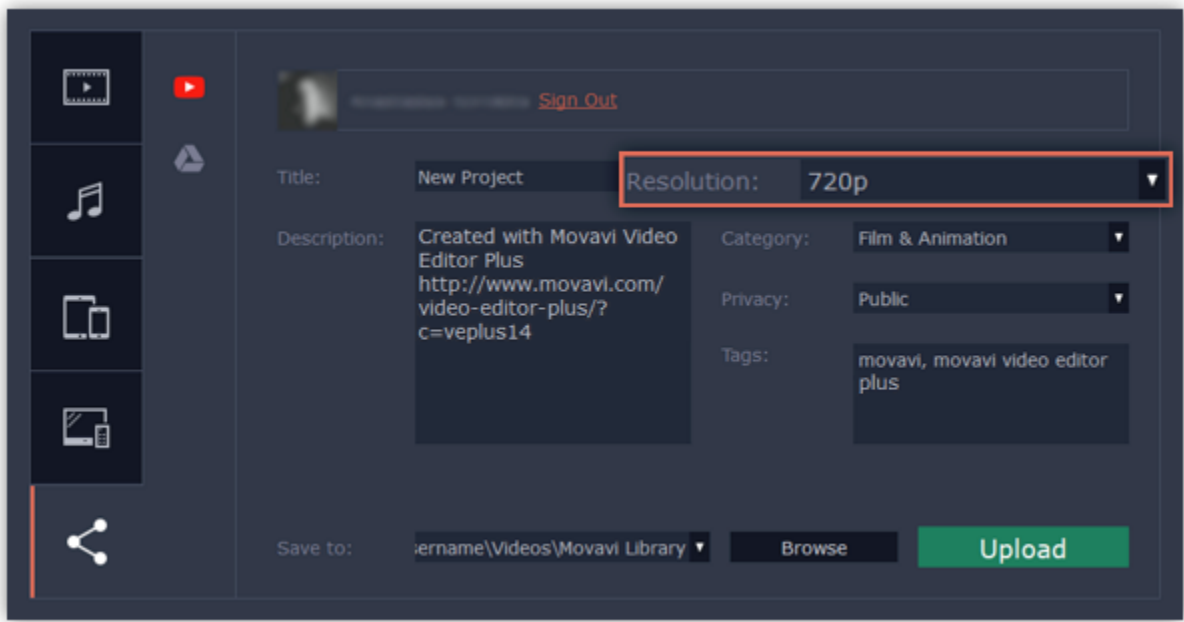 Sign Out
Title:
New Project
Resolution:
720p
Description:
Created with Movavi Video
Editor Plus
http://www.movavi.com/
video-editor-plus/?
c=veplus14
Category:
Film & Animation
Privacy:
Public
Tags:
movavi, movavi video editor
plus
Save to:
sername\Videos\Movavi Library
Browse
Upload